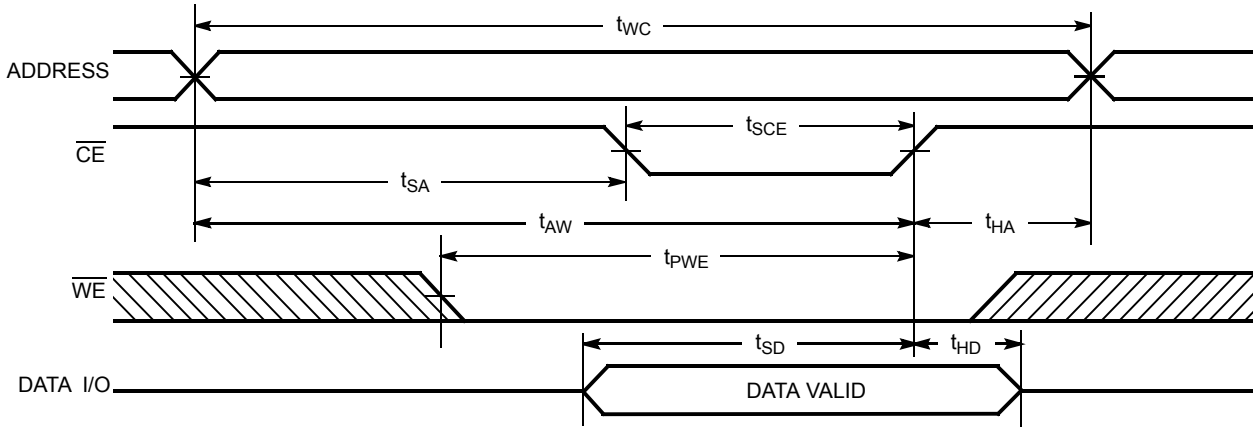 tWC
ADDRESS
tSCE
CE
tSA
tAW
tHA
tPWE
WE
tSD
tHD
DATA I/O
DATA VALID